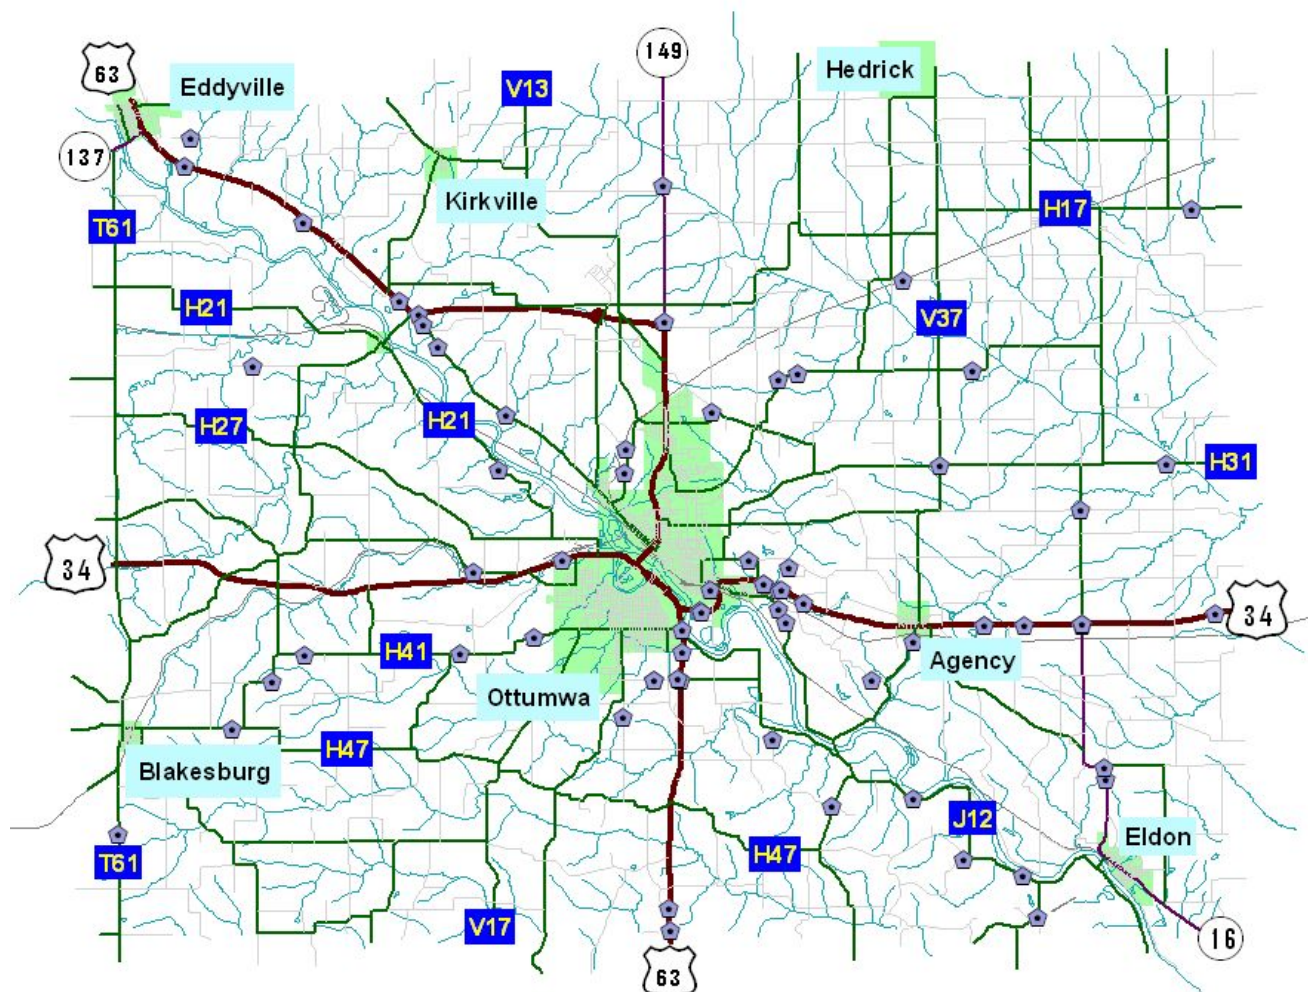 149
63
Eddyville
Hedrick
V13
137
Kirkville
H17
T61
H21
V37
H27
H21
H31
34
34
H41
Agency
Ottumwa
H47
Blakesburg
J12
Eldon
H47
T61
V17
16
63